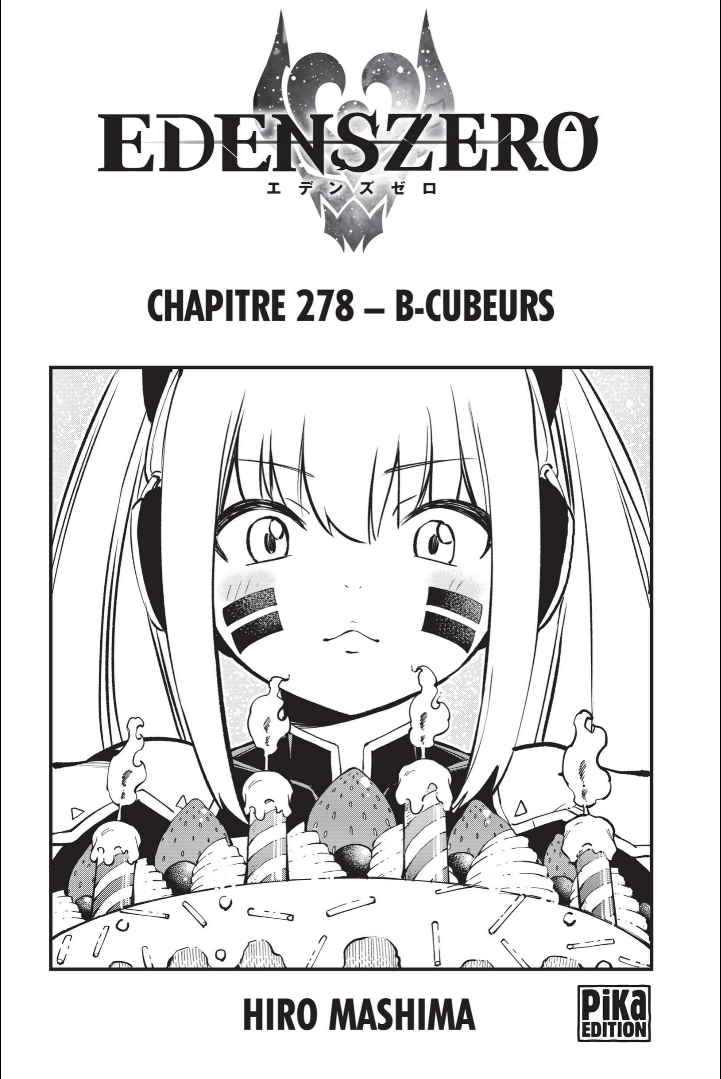 EDENSZERO
エデンズゼロ
CHAPITRE 278 – B-CUBEURS
HIRO MASHIMA
PIKA
EDITION